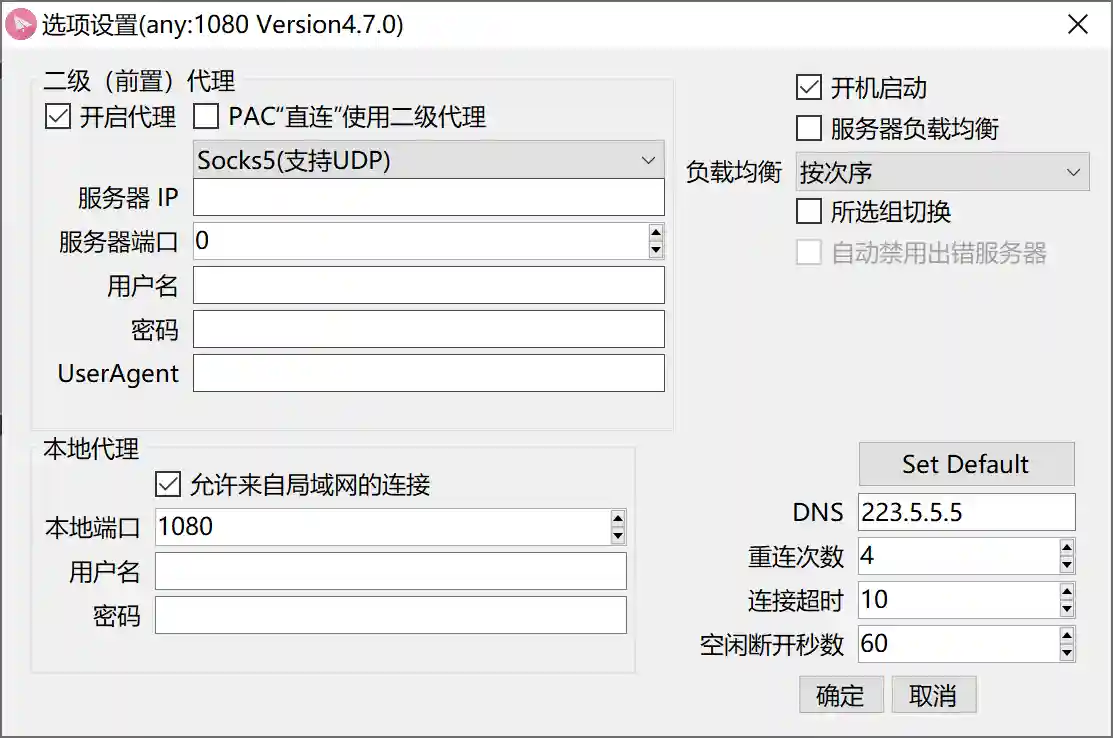 选项设置(any:1080 Version4.7.0)
二级（前置）代理
开启代理
PAC“直连”使用二级代理
Socks5(支持UDP)
服务器 IP
服务器端口
0
用户名
密码
UserAgent
开机启动
服务器负载均衡
负载均衡
按次序
所选组切换
自动禁用出错服务器
本地代理
允许来自局域网的连接
本地端口
1080
用户名
密码
Set Default
DNS
223.5.5.5
重连次数
4
连接超时
10
空闲断开秒数
60
确定
取消